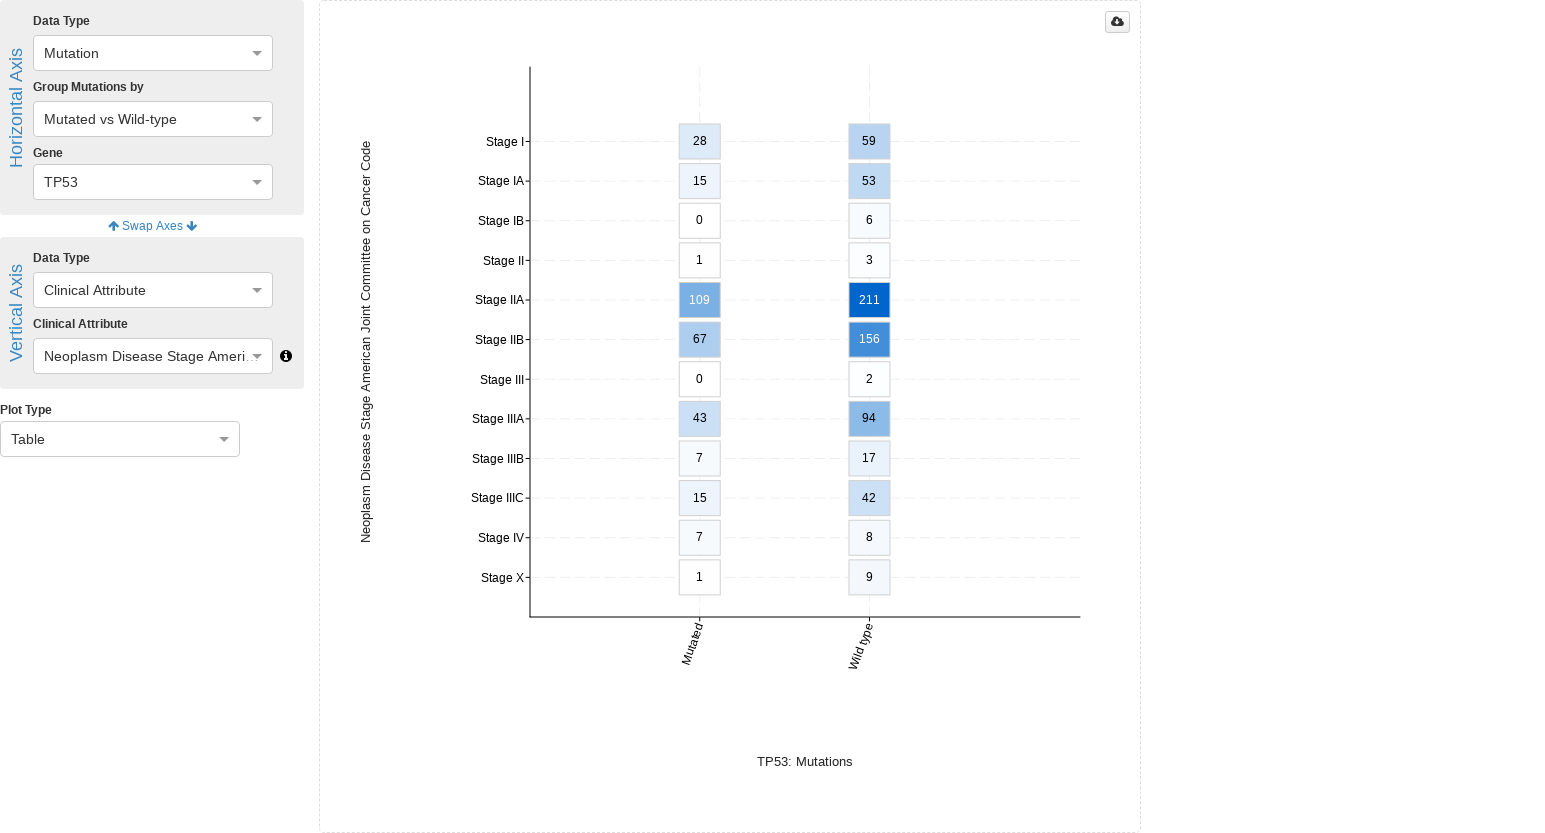 Horizontal Axis
Data Type
Mutation
Group Mutations by
Mutated vs Wild-type
Gene
TP53
Swap Axes
Vertical Axis
Data Type
Clinical Attribute
Clinical Attribute
Neoplasm Disease Stage Ameri...
Plot Type
Table
Neoplasm Disease Stage American Joint Committee on Cancer Code
Stage I 28 59
Stage IA 15 53
Stage IB 0 6
Stage II 1 3
Stage IIA 109 211
Stage IIB 67 156
Stage III 0 2
Stage IIIA 43 94
Stage IIIB 7 17
Stage IIIC 15 42
Stage IV 7 8
Stage X 1 9
Mutated Wild type
TP53: Mutations